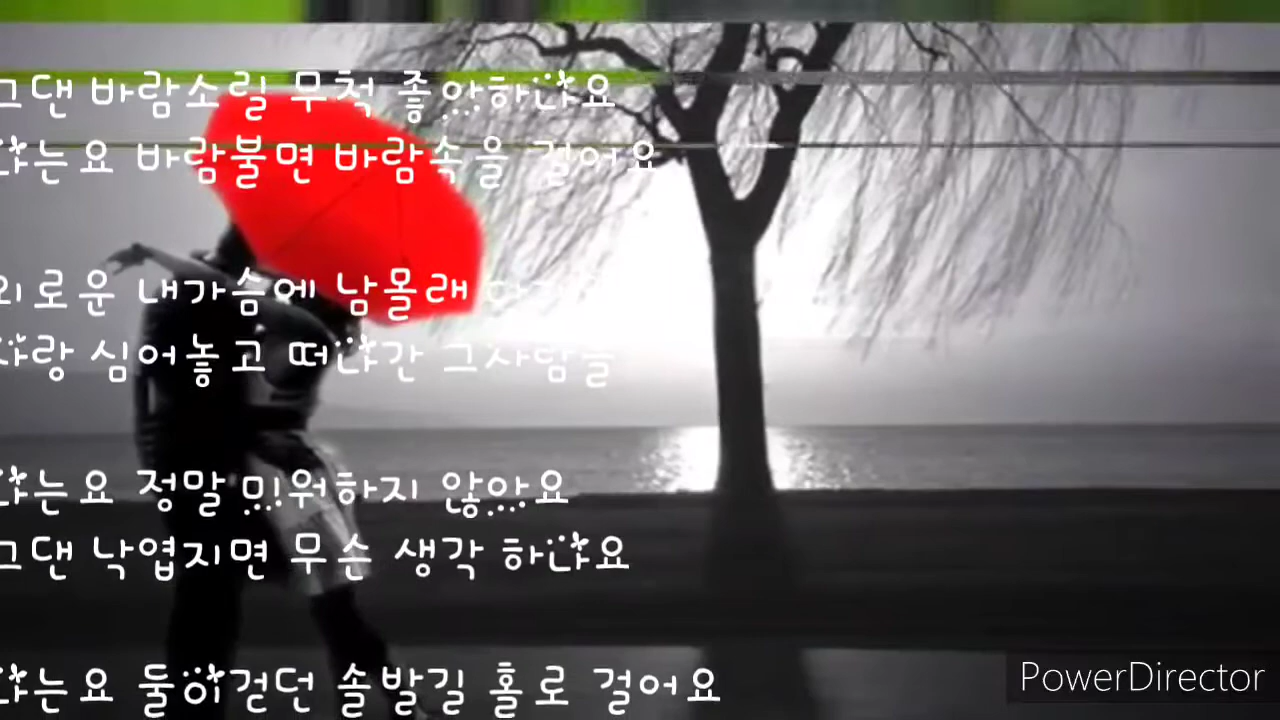 그댄 바람소릴 무척 좋아하나요
나는요 바람불면 바람속을 걸어요
외로운 내가슴에 남몰래
사랑 심어놓고 떠나간 그사람을
나는요 정말 미워하지 않아요
그댄 낙엽지면 무슨 생각 하나요
나는요 둘이걷던 솔밭길 홀로 걸어요
PowerDirector